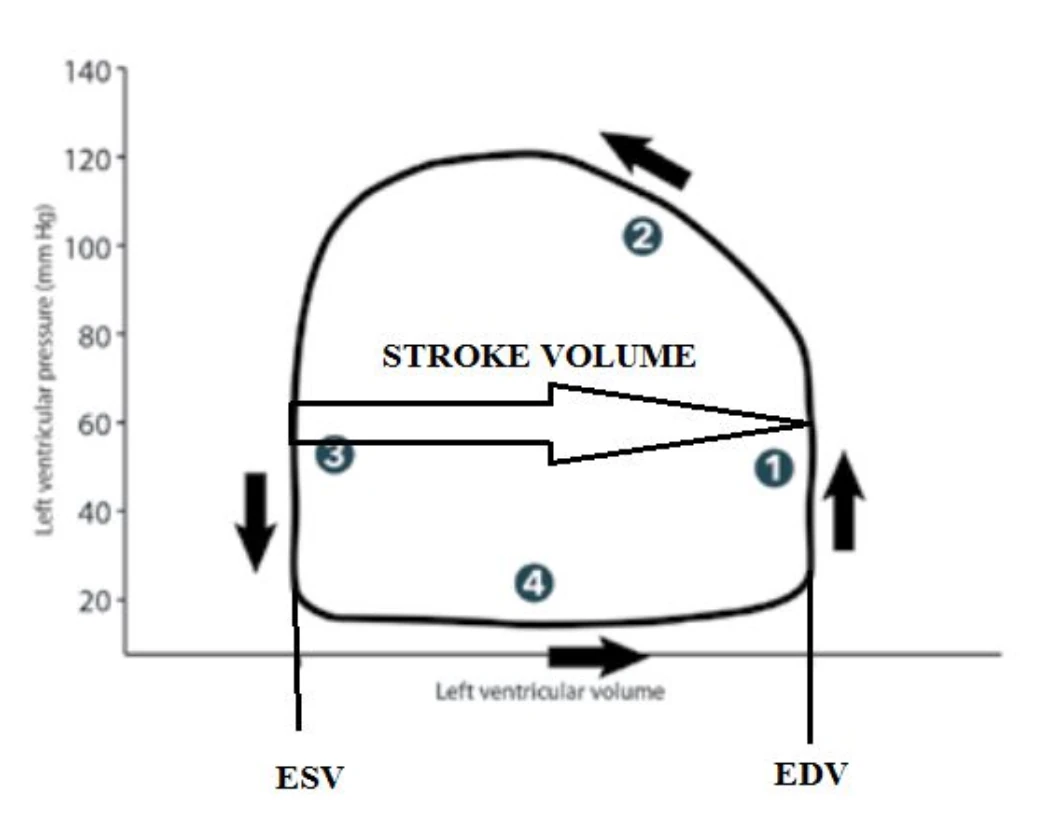 140
120
100
80
60
40
20
Left ventricular pressure (mm Hg)
2
STROKE VOLUME
3
1
4
Left ventricular volume
ESV
EDV